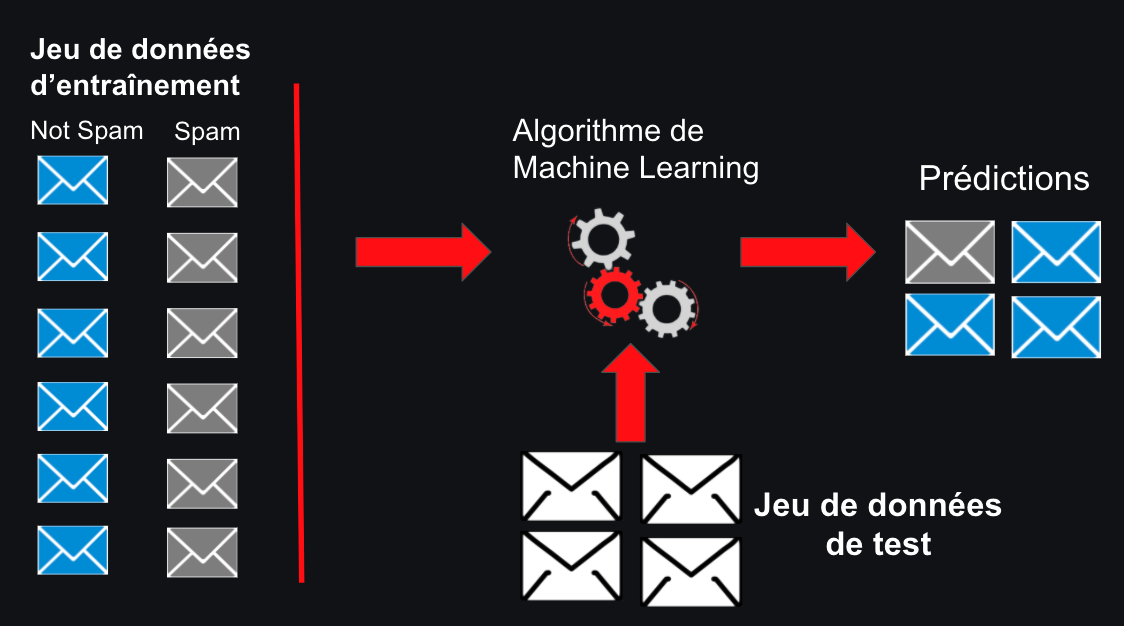 Jeu de données
d’entraînement
Not Spam
Spam
Algorithme de
Machine Learning
Prédictions
Jeu de données
de test